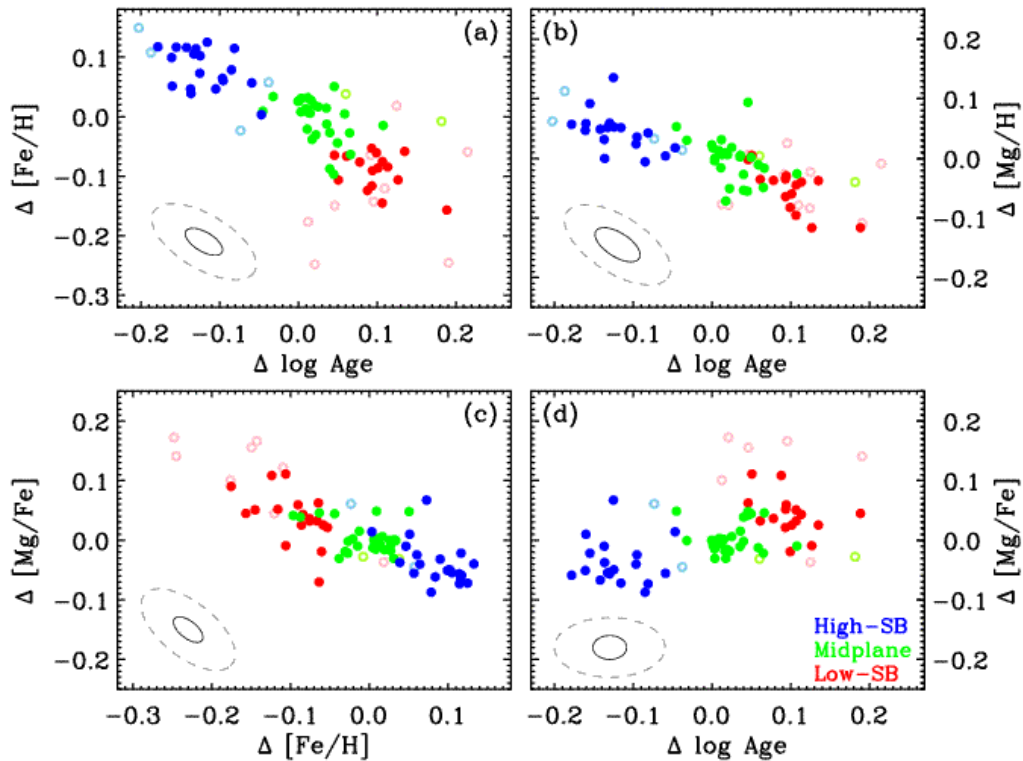 (a)
0.1
0.0
−0.1
−0.2
−0.3
Δ [Fe/H]
−0.2 −0.1 0.0 0.1 0.2
Δ log Age
(b)
0.2
0.1
0.0
−0.1
−0.2
Δ [Mg/H]
−0.2 −0.1 0.0 0.1 0.2
Δ log Age
(c)
0.2
0.1
0.0
−0.1
−0.2
Δ [Mg/Fe]
−0.3 −0.2 −0.1 0.0 0.1
Δ [Fe/H]
(d)
0.2
0.1
0.0
−0.1
−0.2
Δ [Mg/Fe]
High−SB
Midplane
Low−SB
−0.2 −0.1 0.0 0.1 0.2
Δ log Age